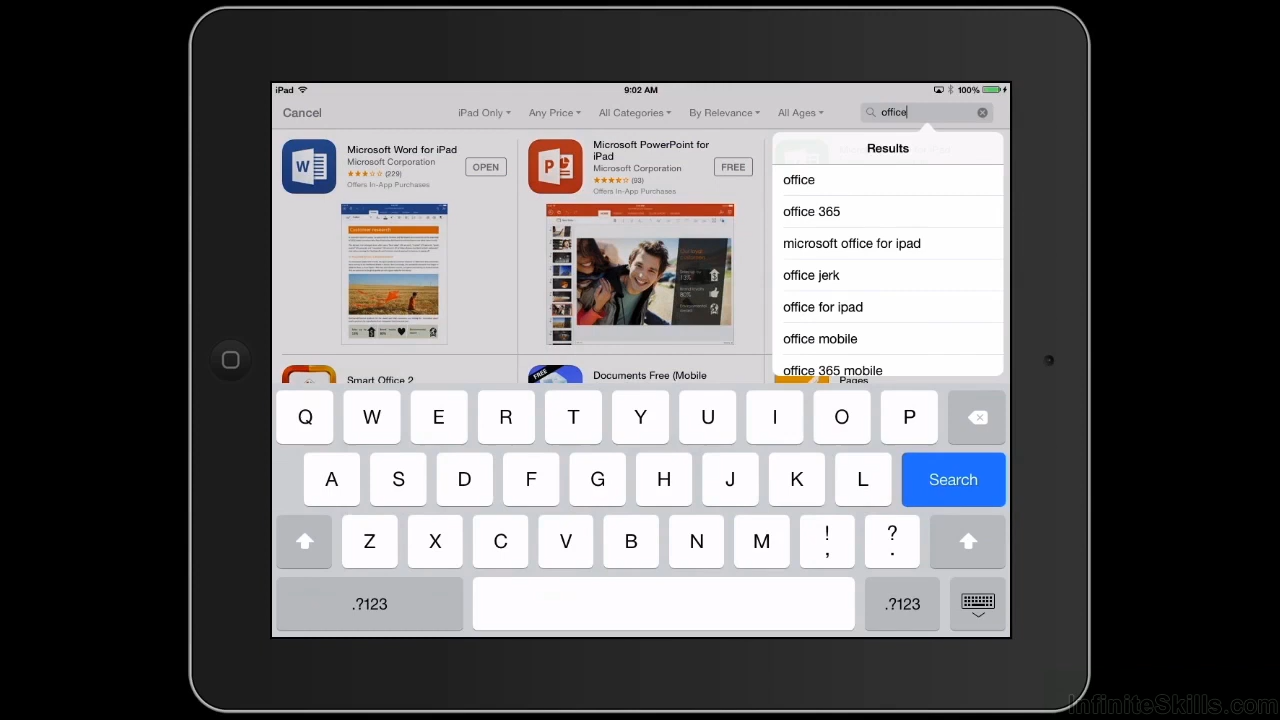 iPad
9:02 AM
100%
Cancel
iPad Only
Any Price
All Categories
By Relevance
All Ages
office
Microsoft Word for iPad
Microsoft Corporation
(229)
Offers In-App Purchases
OPEN
Microsoft PowerPoint for
iPad
Microsoft Corporation
(93)
Offers In-App Purchases
FREE
Results
office
office 365
microsoft office for ipad
office jerk
office for ipad
office mobile
office 365 mobile
Customer research
Smart Office 2
FREE
Documents Free (Mobile
Pages
Q W E R T Y U I O P
A S D F G H J K L Search
Z X C V B N M ! , ? .
.?123 .?123
InfiniteSkills.com